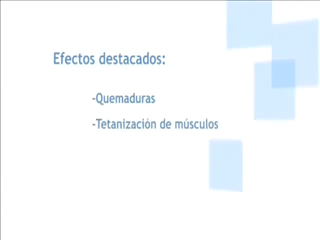 Efectos destacados:
-Quemaduras
-Tetanización de músculos